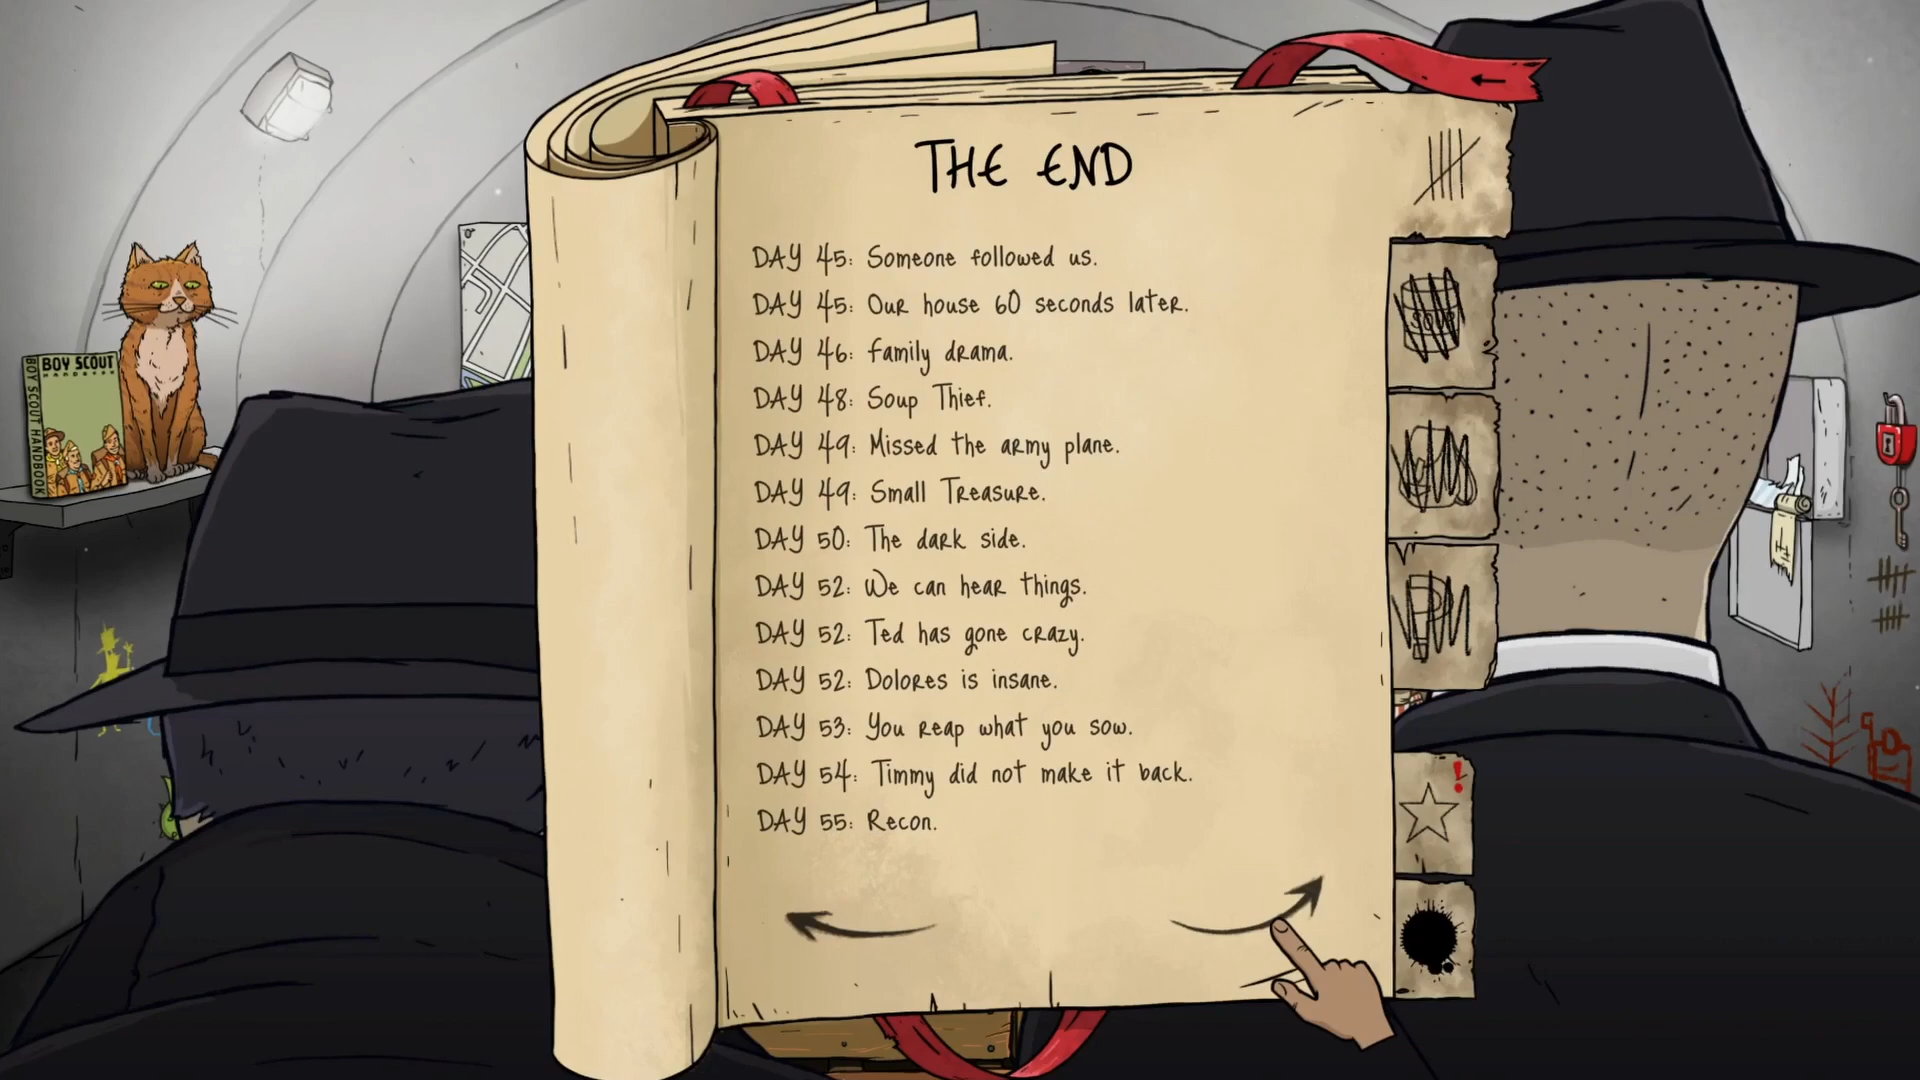 THE END
DAY 45: Someone followed us.
DAY 45: Our house 60 seconds later.
DAY 46: Family drama.
DAY 48: Soup Thief.
DAY 49: Missed the army plane.
DAY 49: Small Treasure.
DAY 50: The dark side.
DAY 52: We can hear things.
DAY 52: Ted has gone crazy.
DAY 52: Dolores is insane.
DAY 53: You reap what you sow.
DAY 54: Timmy did not make it back.
DAY 55: Recon.
BOY SCOUT
HANDBOOK
BOY SCOUT HANDBOOK
SOUP
!